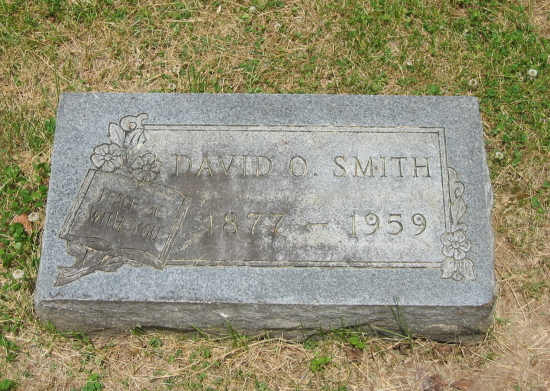 DAVID O. SMITH
1877 – 1959
PEACE BE
WITH YOU